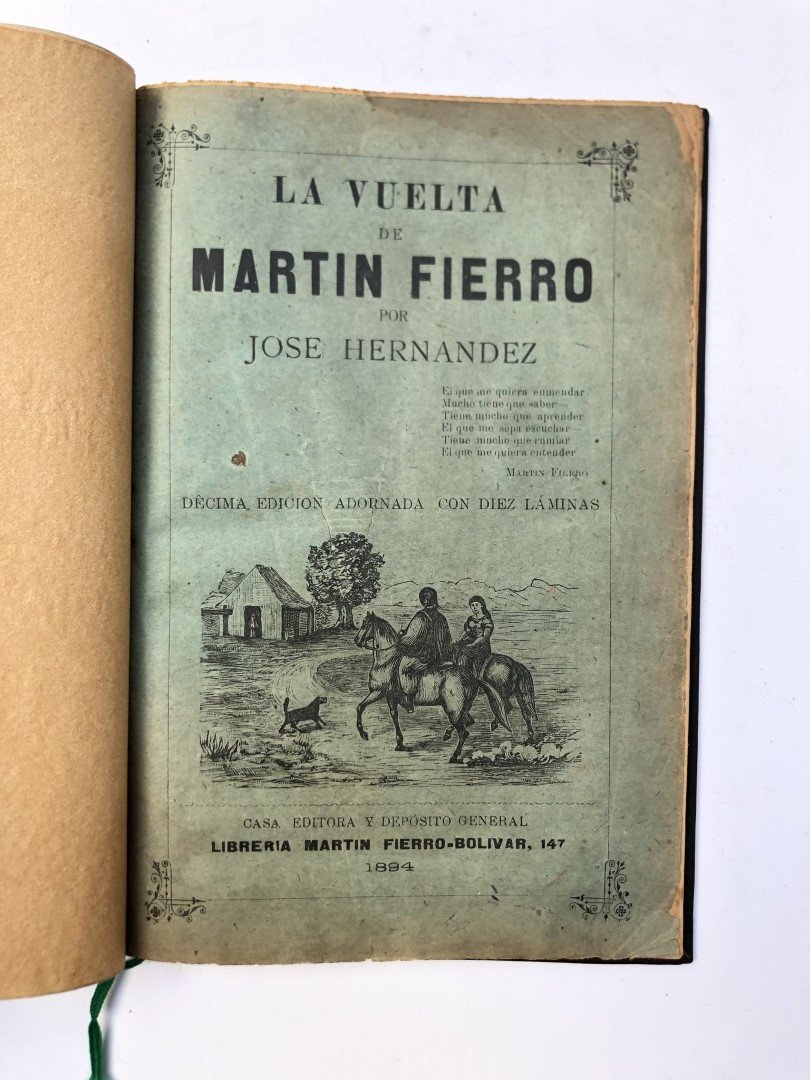 LA VUELTA
DE
MARTIN FIERRO
POR
JOSE HERNANDEZ
El que me quiera enmendar
Mucho tiene que saber—
Tiene mucho que aprender
El que me sepa escuchar—
Tiene mucho que rumiar
El que me quiera entender
MARTIN FIERRO
DÉCIMA EDICION ADORNADA CON DIEZ LÁMINAS
CASA EDITORA Y DEPÓSITO GENERAL
LIBRERIA MARTIN FIERRO-BOLIVAR, 147
1894